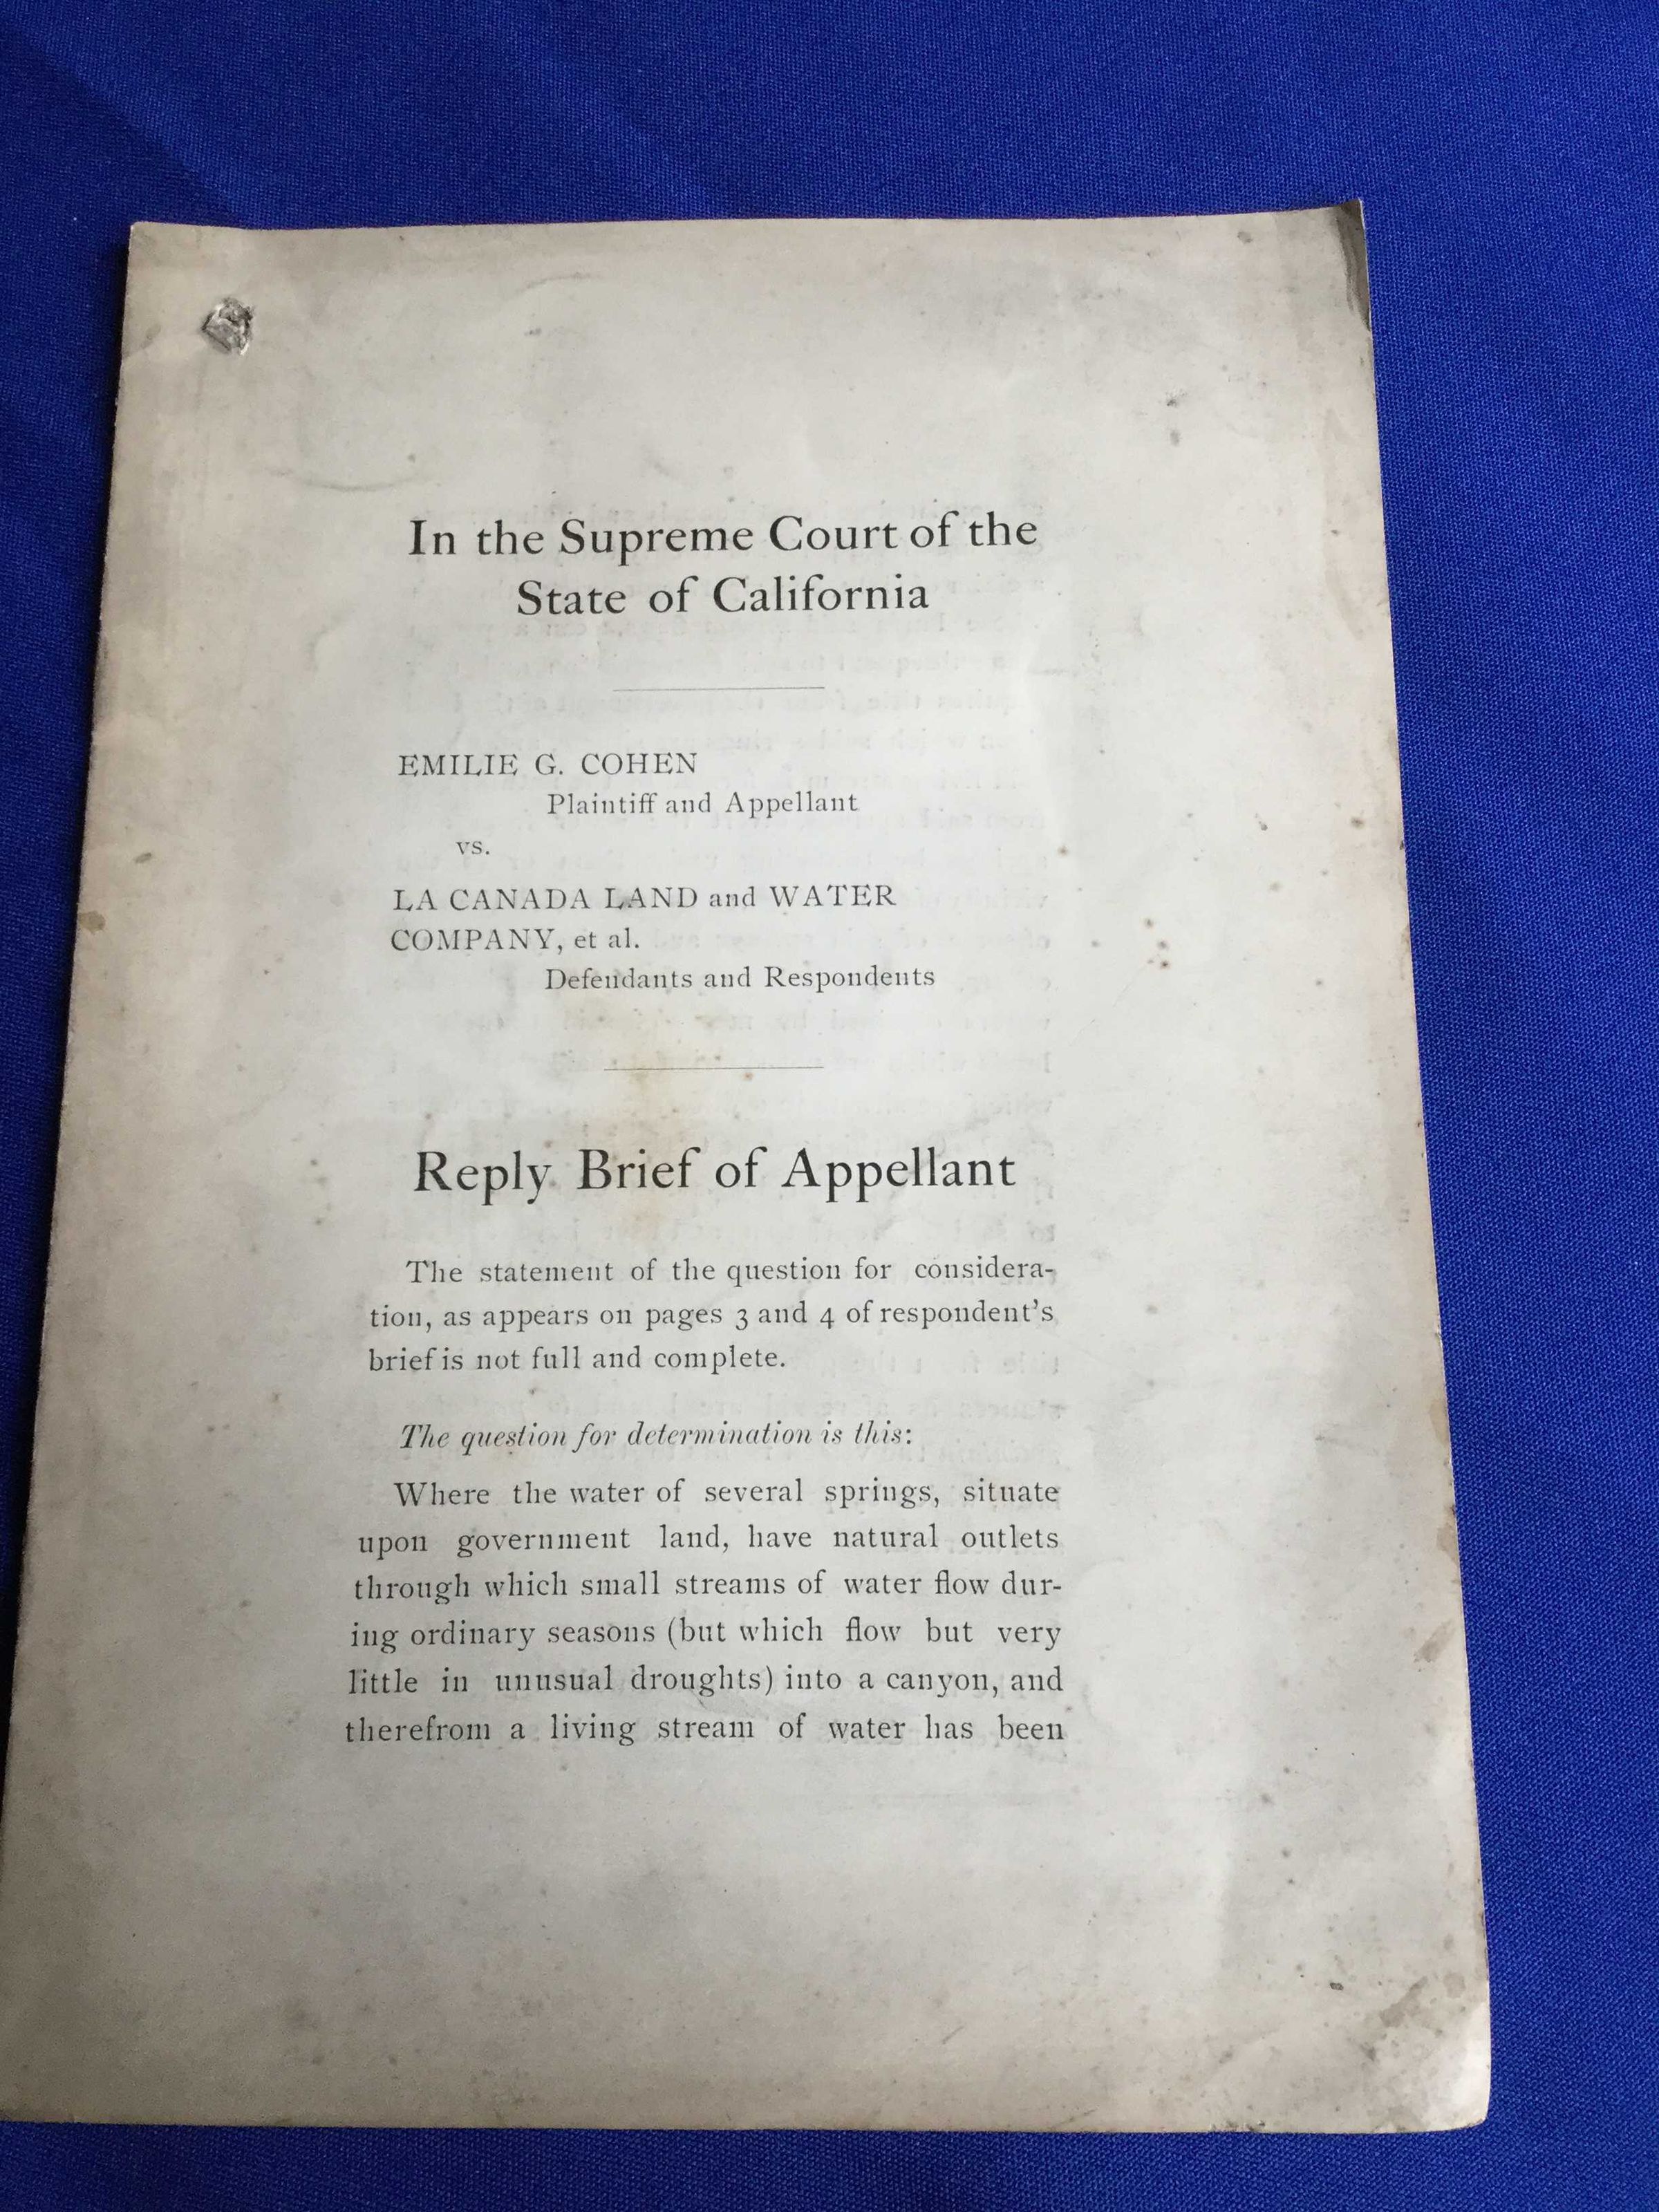 In the Supreme Court of the
State of California
EMILIE G. COHEN
Plaintiff and Appellant
vs.
LA CANADA LAND and WATER
COMPANY, et al.
Defendants and Respondents
Reply Brief of Appellant
The statement of the question for considera-
tion, as appears on pages 3 and 4 of respondent's
brief is not full and complete.
The question for determination is this:
Where the water of several springs, situate
upon government land, have natural outlets
through which small streams of water flow dur-
ing ordinary seasons (but which flow but very
little in unusual droughts) into a canyon, and
therefrom a living stream of water has been